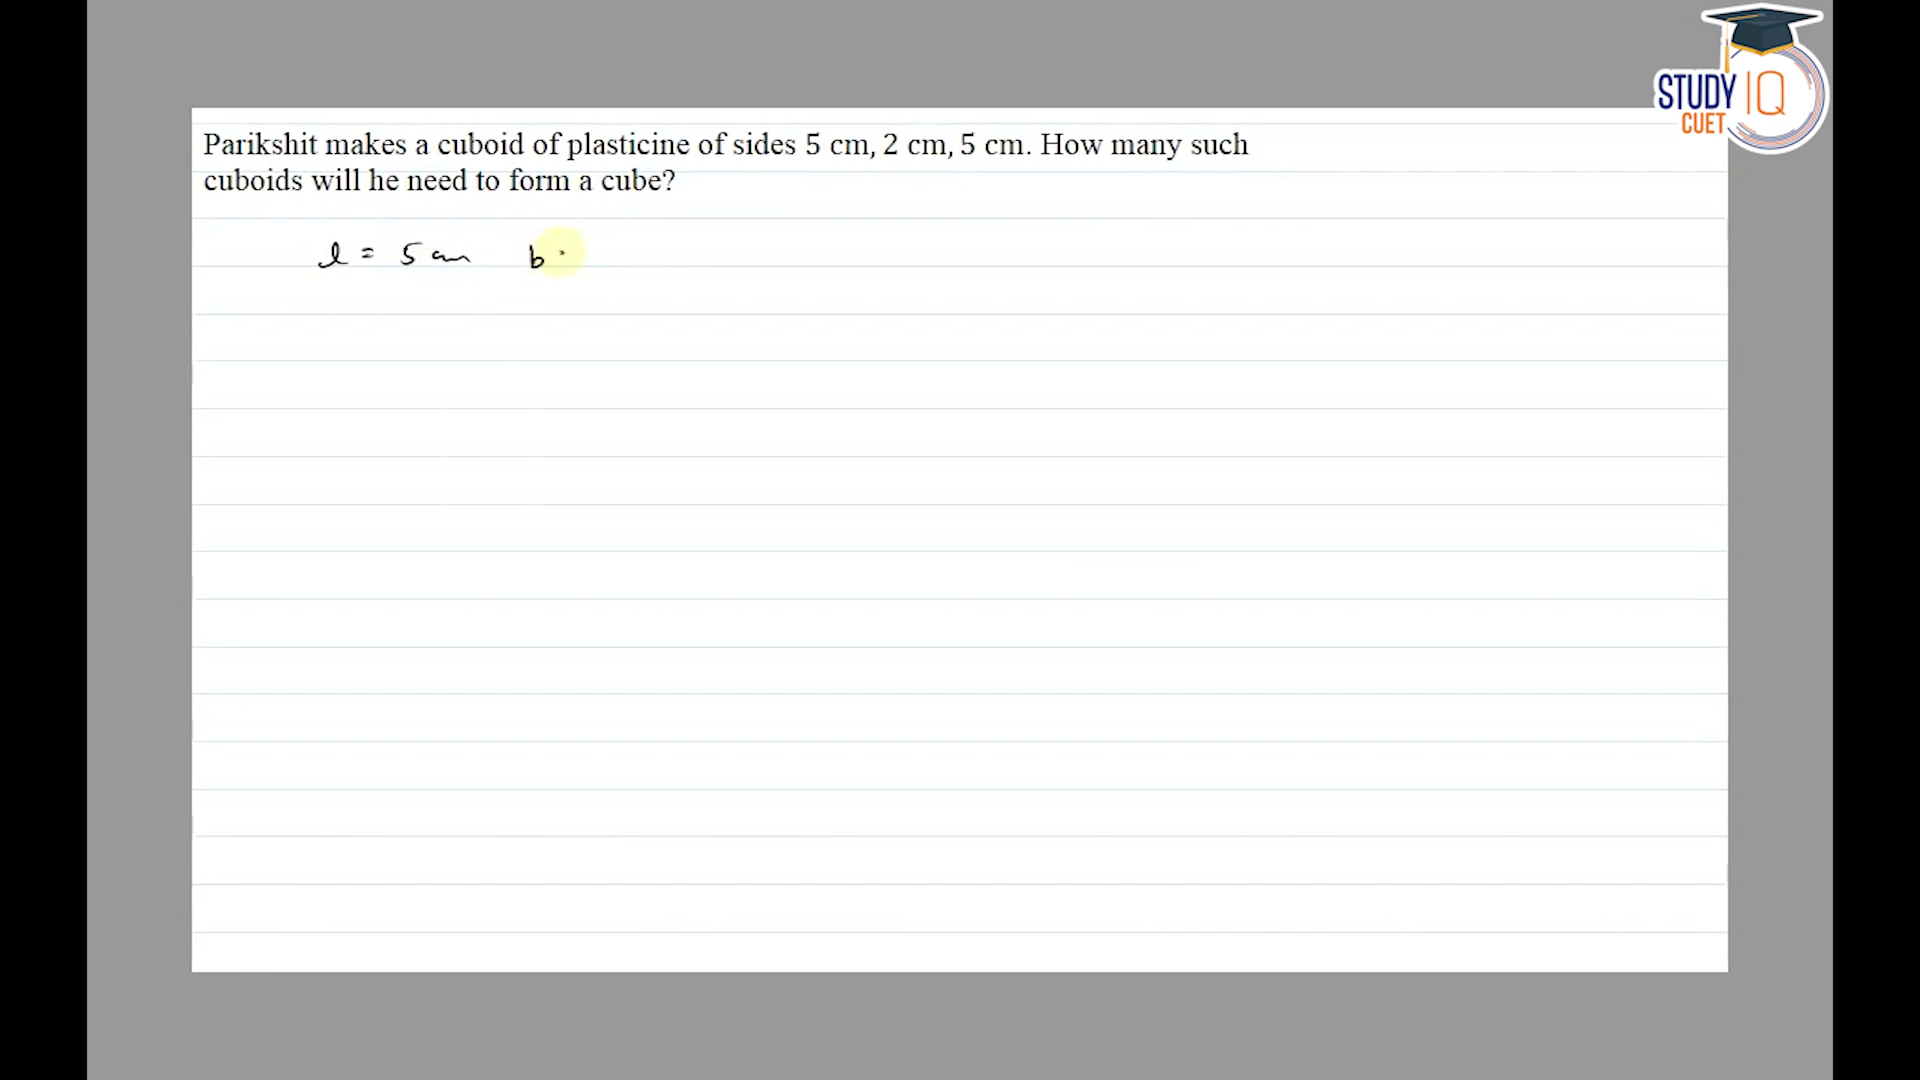 STUDY IQ
CUET
Parikshit makes a cuboid of plasticine of sides 5 cm, 2 cm, 5 cm. How many such
cuboids will he need to form a cube?
l = 5 cm b